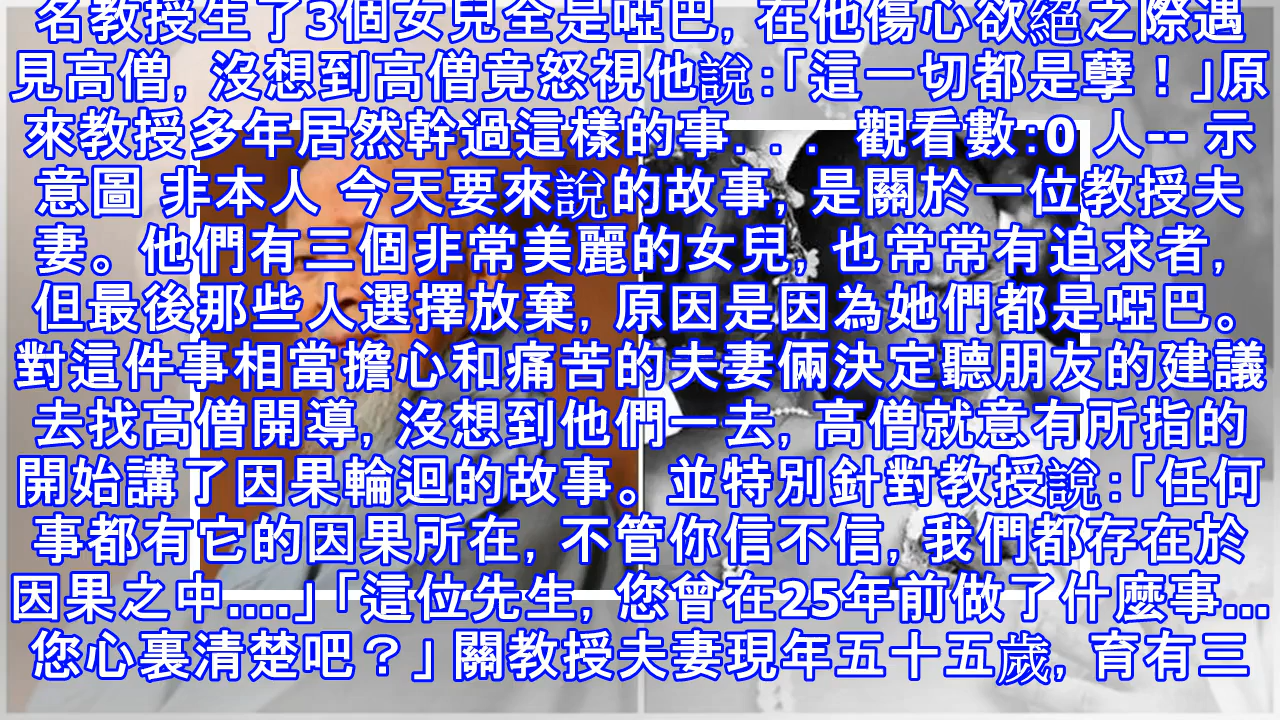 名教授生了3個女兒全是啞巴, 在他傷心欲絕之際遇
見高僧, 沒想到高僧竟怒視他說:｢這一切都是孽！｣原
來教授多年居然幹過這樣的事. . . 觀看數:0 人-- 示
意圖 非本人 今天要來說的故事, 是關於一位教授夫
妻。他們有三個非常美麗的女兒, 也常常有追求者,
但最後那些人選擇放棄, 原因是因為她們都是啞巴。
對這件事相當擔心和痛苦的夫妻倆決定聽朋友的建議
去找高僧開導, 沒想到他們一去, 高僧就意有所指的
開始講了因果輪迴的故事。並特別針對教授說:｢任何
事都有它的因果所在, 不管你信不信, 我們都存在於
因果之中....｣｢這位先生, 您曾在25年前做了什麼事...
您心裏清楚吧？｣ 關教授夫妻現年五十五歲, 育有三